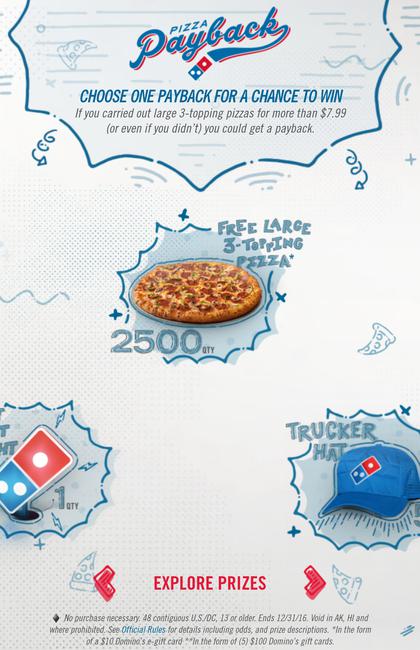 PIZZA
Payback
CHOOSE ONE PAYBACK FOR A CHANCE TO WIN
If you carried out large 3-topping pizzas for more than $7.99
(or even if you didn't) you could get a payback.
FREE LARGE
3-TOPPING
PIZZA*
2500 QTY
TRUCKER
HAT
1 QTY
EXPLORE PRIZES
No purchase necessary. 48 contiguous U.S./DC, 13 or older. Ends 12/31/16. Void in AK, HI and
where prohibited. See Official Rules for details including odds, and prize descriptions. *In the form
of a $10 Domino's e-gift card **In the form of (5) $100 Domino's gift cards.